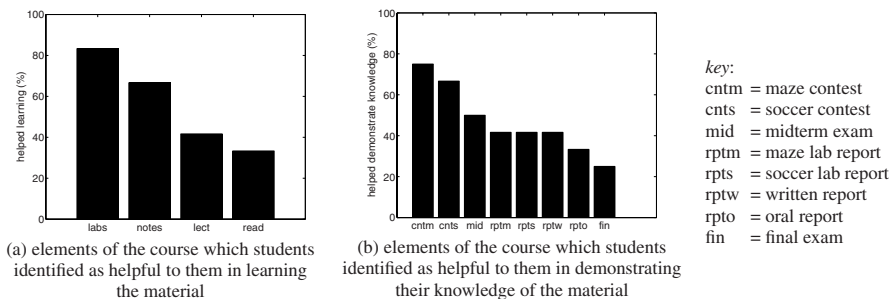 100
80
60
40
20
0
helped learning (%)
labs notes lect read
(a) elements of the course which students
identified as helpful to them in learning
the material
100
80
60
40
20
0
helped demonstrate knowledge (%)
cntm cnts mid rptm rpts rptw rpto fin
(b) elements of the course which students
identified as helpful to them in demonstrating
their knowledge of the material
key:
cntm = maze contest
cnts = soccer contest
mid = midterm exam
rptm = maze lab report
rpts = soccer lab report
rptw = written report
rpto = oral report
fin = final exam